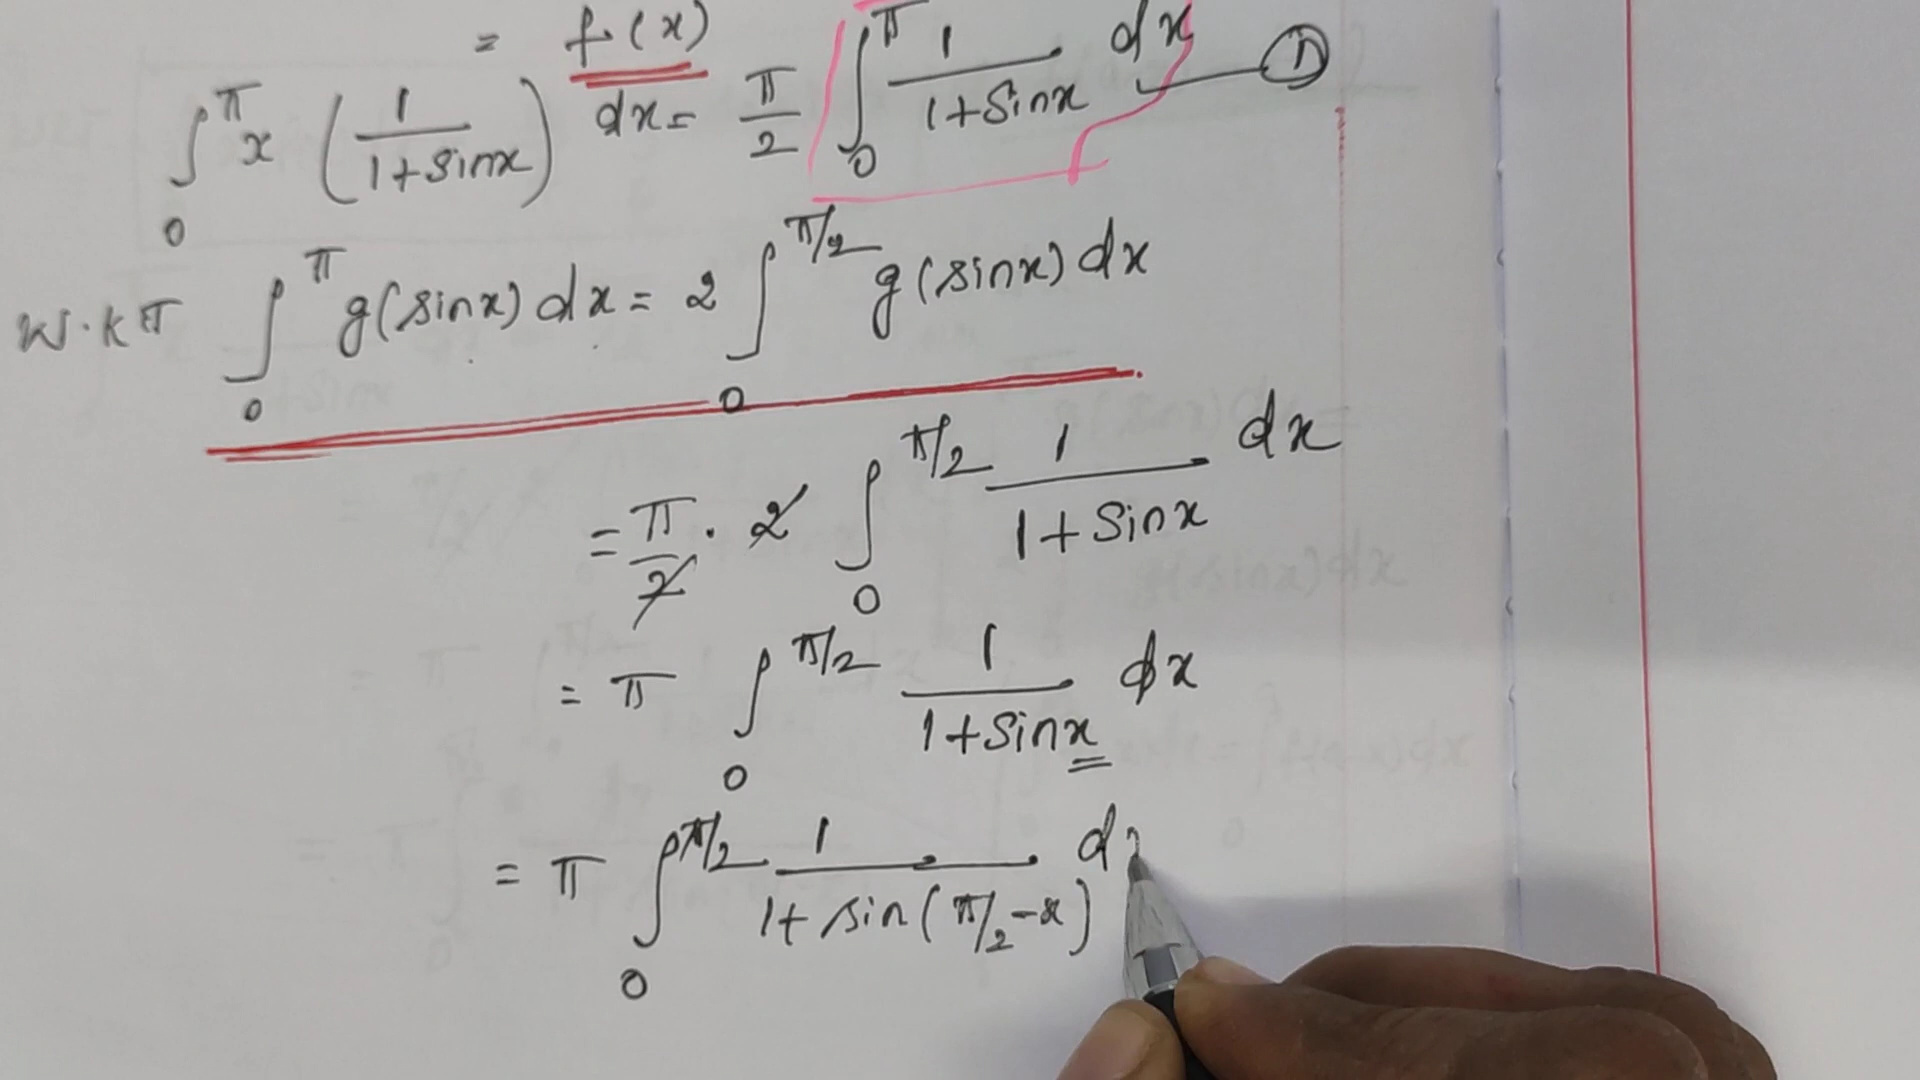 = f(x)
∫₀^π x (1/(1+sinx)) dx = π/2 ∫₀^π 1/(1+sinx) dx — ①
W.K.T ∫₀^π g(sinx) dx = 2 ∫₀^{π/2} g(sinx) dx
= π/2 · 2 ∫₀^{π/2} 1/(1+sinx) dx
= π ∫₀^{π/2} 1/(1+sinx) dx
= π ∫₀^{π/2} 1/(1+sin(π/2-x)) d